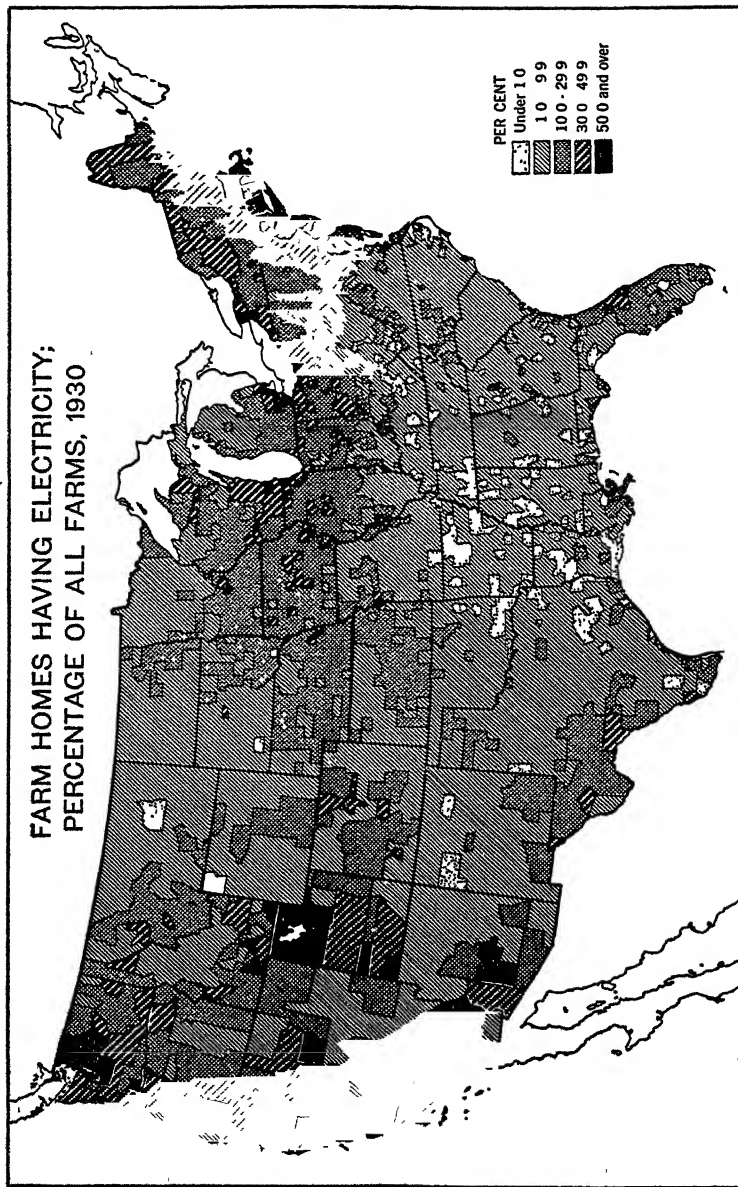 FARM HOMES HAVING ELECTRICITY;
PERCENTAGE OF ALL FARMS, 1930
PER CENT
Under 1 0
1 0 9 9
10 0 - 29 9
30 0 49 9
50 0 and over